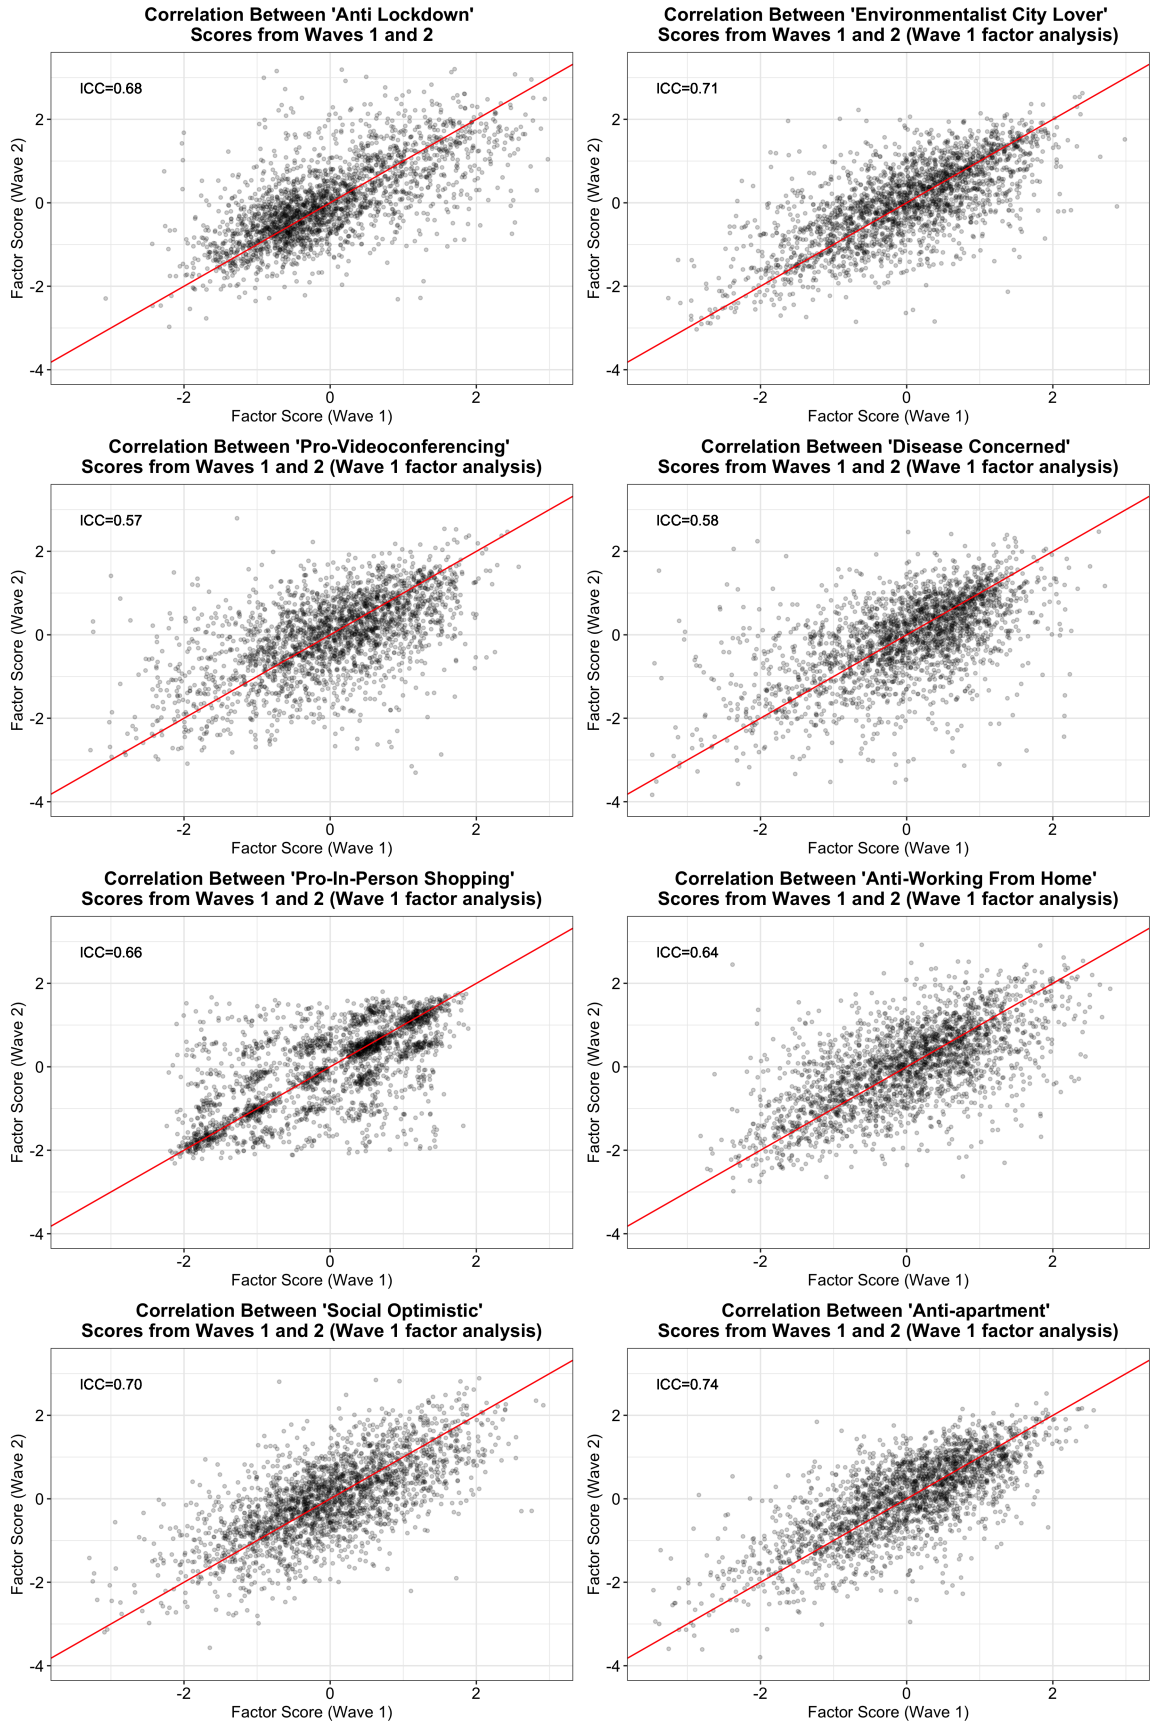 Correlation Between 'Anti Lockdown'
Scores from Waves 1 and 2
ICC=0.68
2
0
-2
-4
-2
0
2
Factor Score (Wave 2)
Factor Score (Wave 1)
Correlation Between 'Environmentalist City Lover'
Scores from Waves 1 and 2 (Wave 1 factor analysis)
ICC=0.71
2
0
-2
-4
-2
0
2
Factor Score (Wave 2)
Factor Score (Wave 1)
Correlation Between 'Pro-Videoconferencing'
Scores from Waves 1 and 2 (Wave 1 factor analysis)
ICC=0.57
2
0
-2
-4
-2
0
2
Factor Score (Wave 2)
Factor Score (Wave 1)
Correlation Between 'Disease Concerned'
Scores from Waves 1 and 2 (Wave 1 factor analysis)
ICC=0.58
2
0
-2
-4
-2
0
2
Factor Score (Wave 2)
Factor Score (Wave 1)
Correlation Between 'Pro-In-Person Shopping'
Scores from Waves 1 and 2 (Wave 1 factor analysis)
ICC=0.66
2
0
-2
-4
-2
0
2
Factor Score (Wave 2)
Factor Score (Wave 1)
Correlation Between 'Anti-Working From Home'
Scores from Waves 1 and 2 (Wave 1 factor analysis)
ICC=0.64
2
0
-2
-4
-2
0
2
Factor Score (Wave 2)
Factor Score (Wave 1)
Correlation Between 'Social Optimistic'
Scores from Waves 1 and 2 (Wave 1 factor analysis)
ICC=0.70
2
0
-2
-4
-2
0
2
Factor Score (Wave 2)
Factor Score (Wave 1)
Correlation Between 'Anti-apartment'
Scores from Waves 1 and 2 (Wave 1 factor analysis)
ICC=0.74
2
0
-2
-4
-2
0
2
Factor Score (Wave 2)
Factor Score (Wave 1)